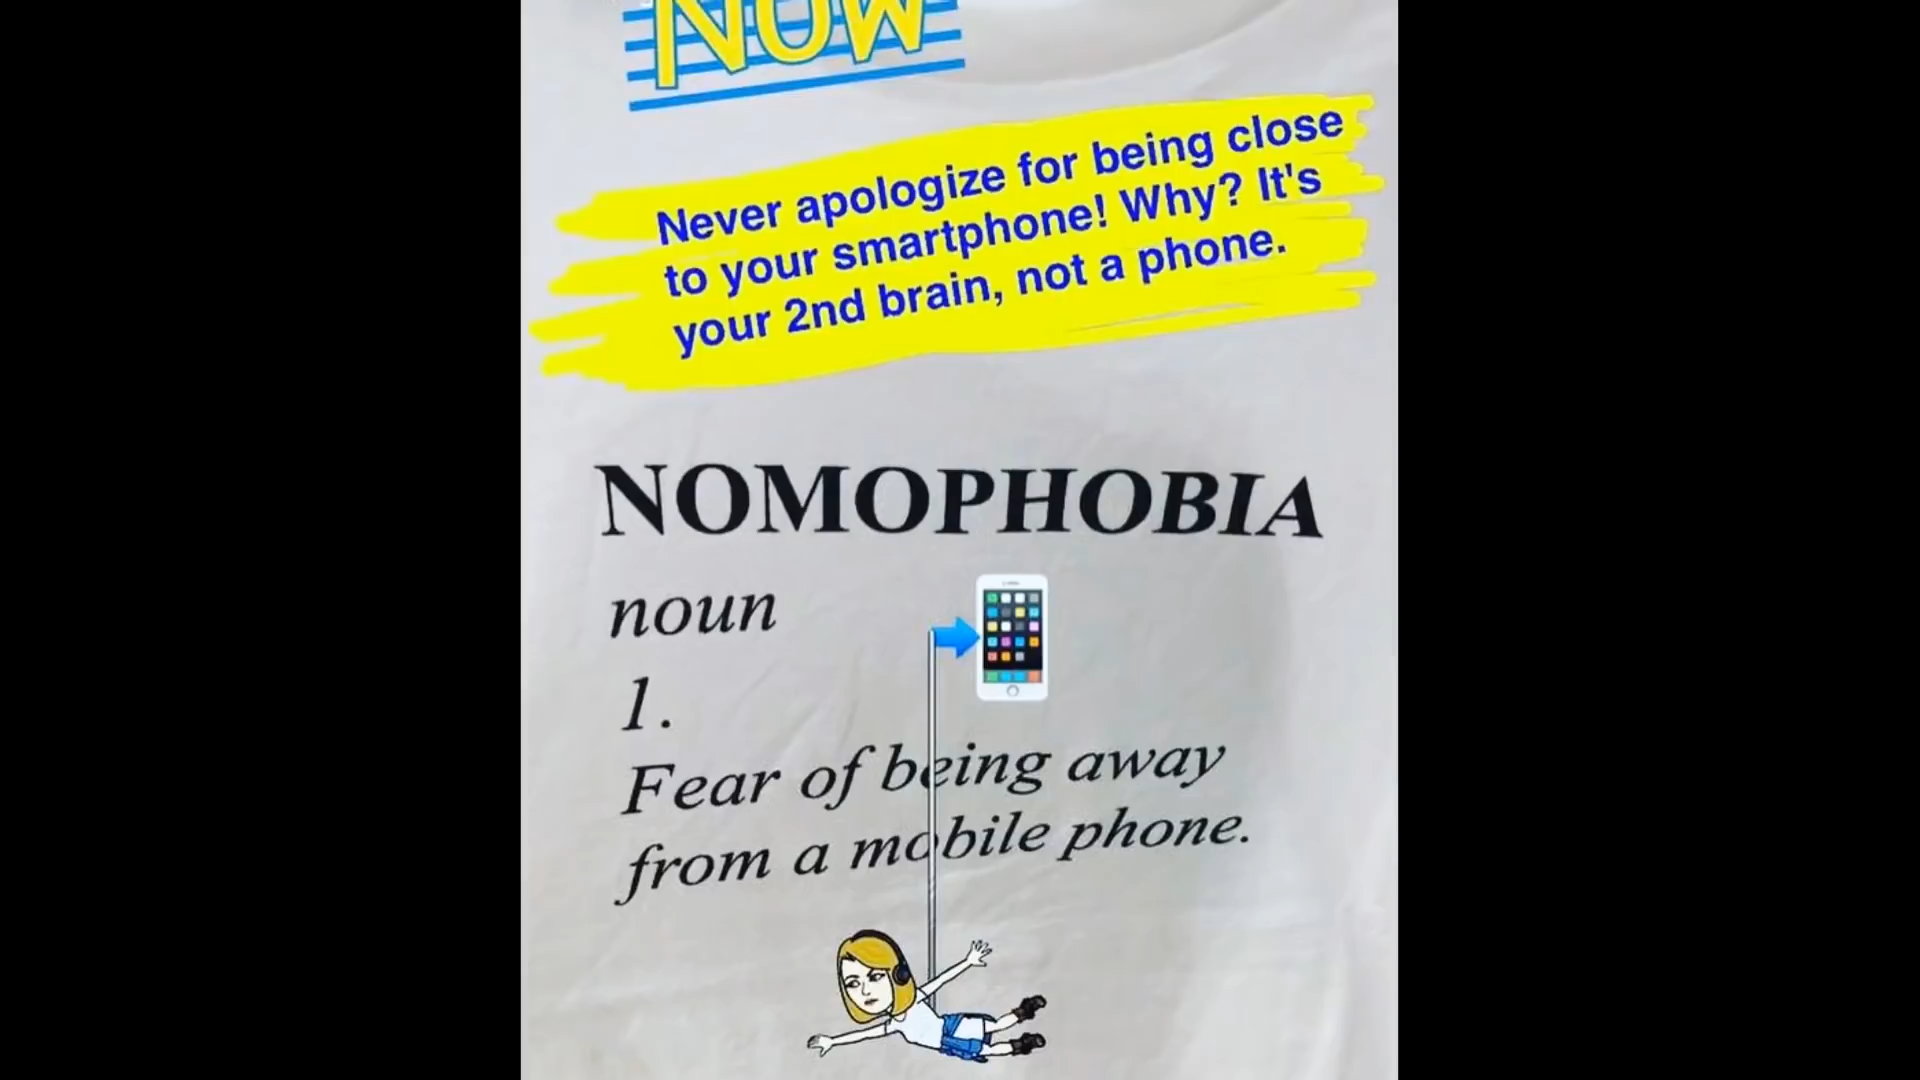 NOW
Never apologize for being close
to your smartphone! Why? It's
your 2nd brain, not a phone.
NOMOPHOBIA
noun
1.
Fear of being away
from a mobile phone.